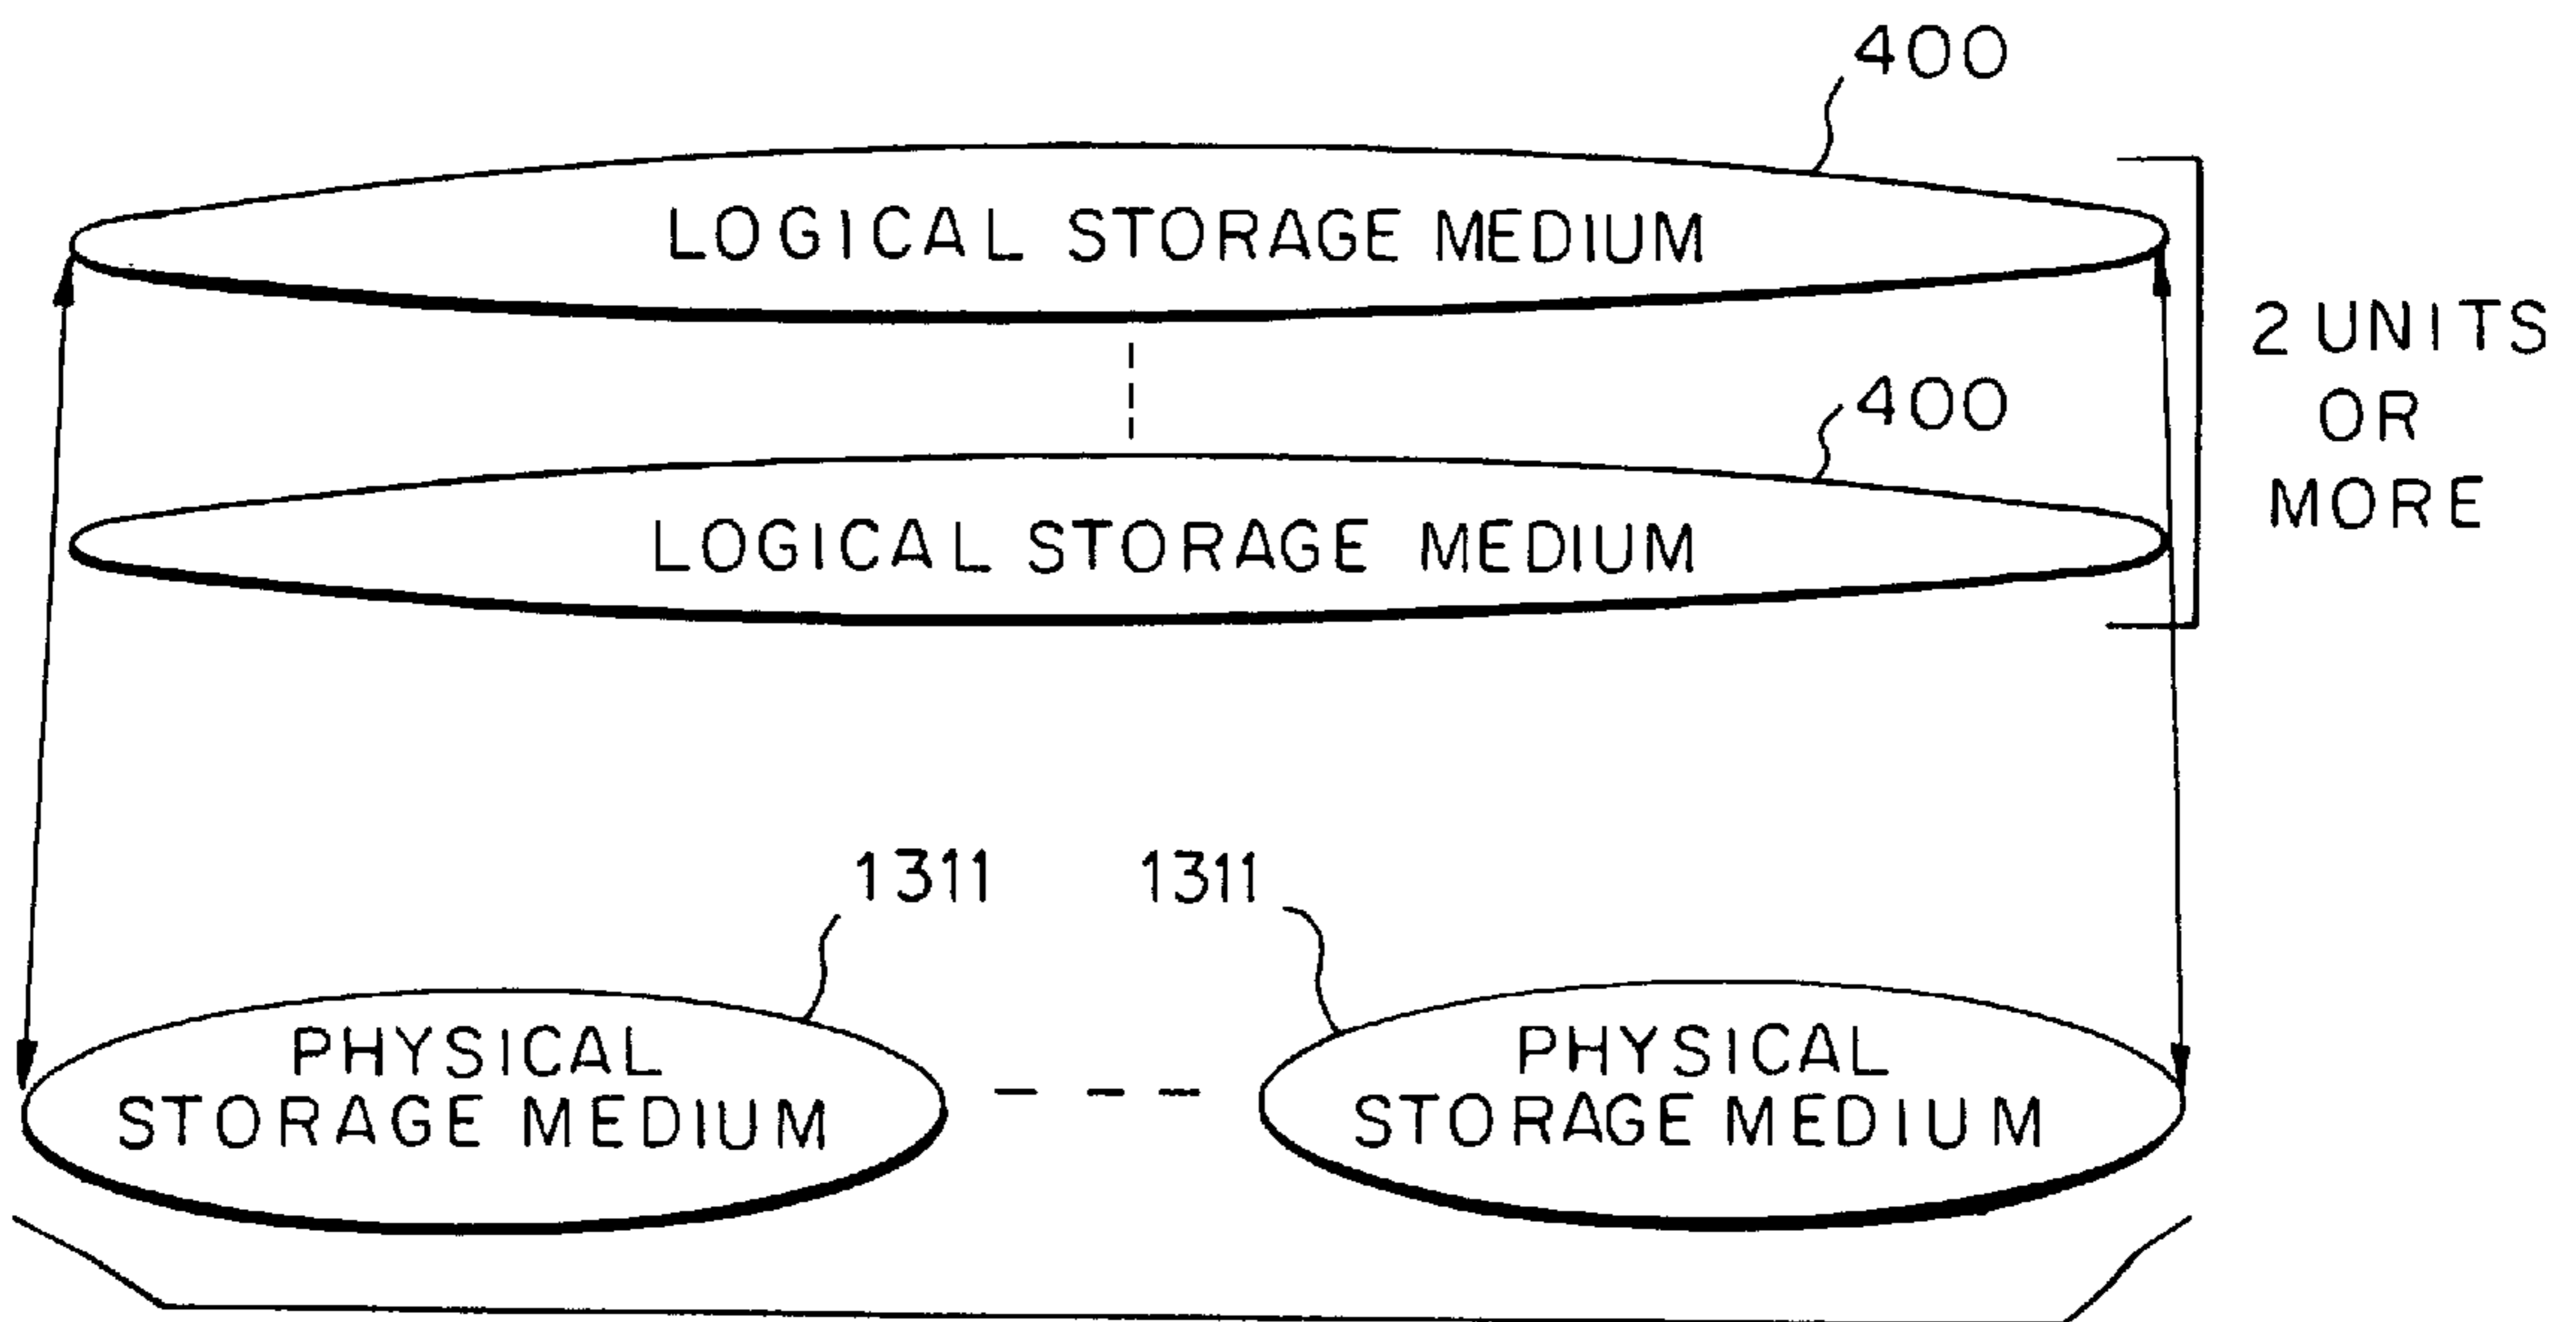 400
LOGICAL STORAGE MEDIUM
2 UNITS
OR
MORE
400
LOGICAL STORAGE MEDIUM
1311
1311
PHYSICAL
STORAGE MEDIUM
PHYSICAL
STORAGE MEDIUM